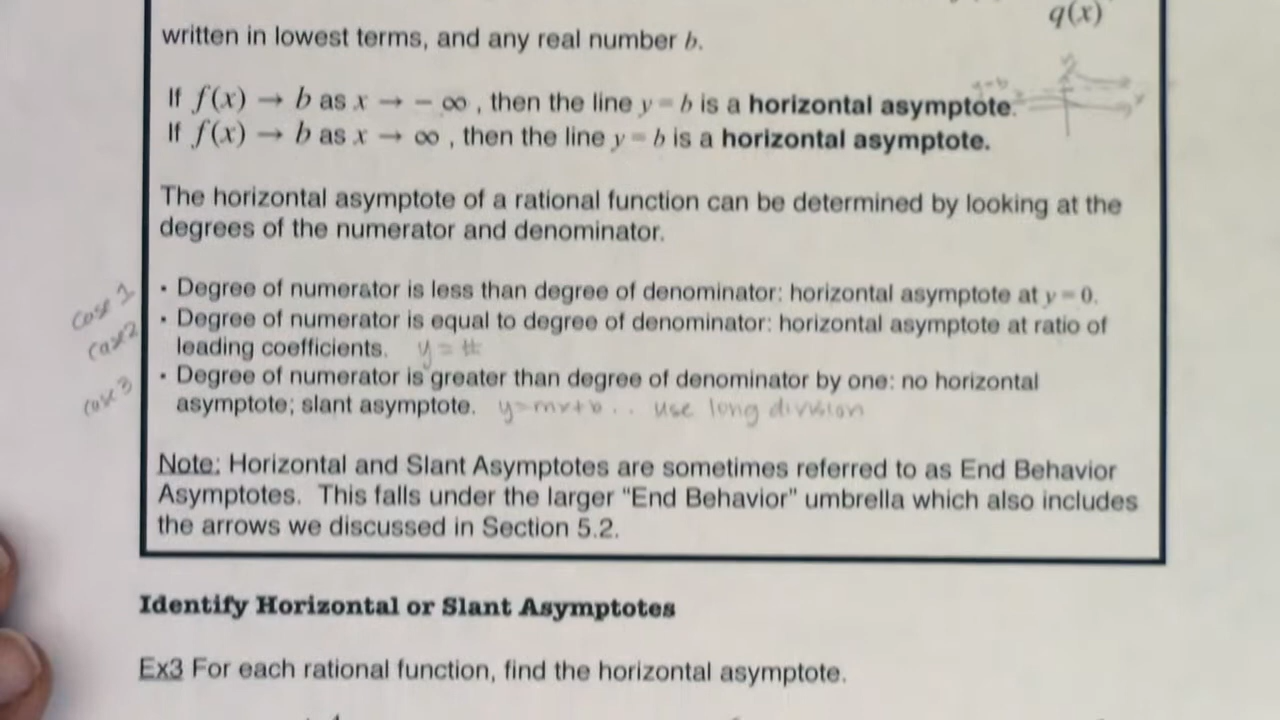 q(x)
written in lowest terms, and any real number b.
If f(x) → b as x → − ∞ , then the line y = b is a horizontal asymptote.
If f(x) → b as x → ∞ , then the line y = b is a horizontal asymptote.
The horizontal asymptote of a rational function can be determined by looking at the
degrees of the numerator and denominator.
case 1
• Degree of numerator is less than degree of denominator: horizontal asymptote at y = 0.
case 2
• Degree of numerator is equal to degree of denominator: horizontal asymptote at ratio of
leading coefficients. y = #
case 3
• Degree of numerator is greater than degree of denominator by one: no horizontal
asymptote; slant asymptote. y=mx+b .. use long division
Note: Horizontal and Slant Asymptotes are sometimes referred to as End Behavior
Asymptotes. This falls under the larger "End Behavior" umbrella which also includes
the arrows we discussed in Section 5.2.
Identify Horizontal or Slant Asymptotes
Ex3 For each rational function, find the horizontal asymptote.